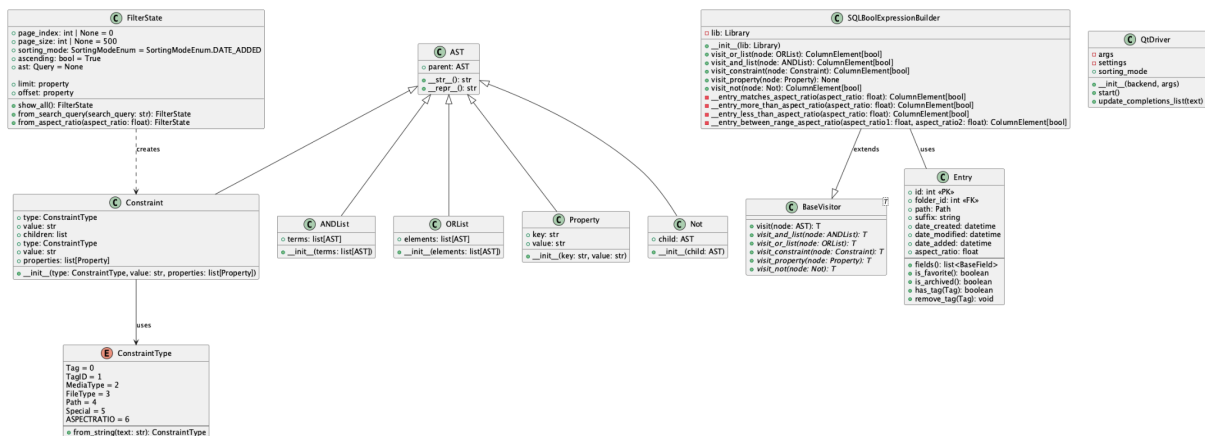 C FilterState
page_index: int | None = 0
page_size: int | None = 500
sorting_mode: SortingModeEnum = SortingModeEnum.DATE_ADDED
ascending: bool = True
ast: Query = None
limit: property
offset: property
show_all(): FilterState
from_search_query(search_query: str): FilterState
from_aspect_ratio(aspect_ratio: float): FilterState
creates
C AST
parent: AST
__str__(): str
__repr__(): str
C SQLBoolExpressionBuilder
lib: Library
__init__(lib: Library)
visit_or_list(node: ORList): ColumnElement[bool]
visit_and_list(node: ANDList): ColumnElement[bool]
visit_constraint(node: Constraint): ColumnElement[bool]
visit_property(node: Property): None
visit_not(node: Not): ColumnElement[bool]
__entry_matches_aspect_ratio(aspect_ratio: float): ColumnElement[bool]
__entry_more_than_aspect_ratio(aspect_ratio: float): ColumnElement[bool]
__entry_less_than_aspect_ratio(aspect_ratio: float): ColumnElement[bool]
__entry_between_range_aspect_ratio(aspect_ratio1: float, aspect_ratio2: float): ColumnElement[bool]
extends
uses
C QtDriver
args
settings
sorting_mode
__init__(backend, args)
start()
update_completions_list(text)
C Constraint
type: ConstraintType
value: str
children: list
type: ConstraintType
value: str
properties: list[Property]
__init__(type: ConstraintType, value: str, properties: list[Property])
uses
C ANDList
terms: list[AST]
__init__(terms: list[AST])
C ORList
elements: list[AST]
__init__(elements: list[AST])
C Property
key: str
value: str
__init__(key: str, value: str)
C Not
child: AST
__init__(child: AST)
C BaseVisitor T
visit(node: AST): T
visit_and_list(node: ANDList): T
visit_or_list(node: ORList): T
visit_constraint(node: Constraint): T
visit_property(node: Property): T
visit_not(node: Not): T
C Entry
id: int «PK»
folder_id: int «FK»
path: Path
suffix: string
date_created: datetime
date_modified: datetime
date_added: datetime
aspect_ratio: float
fields(): list<BaseField>
is_favorite(): boolean
is_archived(): boolean
has_tag(Tag): boolean
remove_tag(Tag): void
E ConstraintType
Tag = 0
TagID = 1
MediaType = 2
FileType = 3
Path = 4
Special = 5
ASPECTRATIO = 6
from_string(text: str): ConstraintType